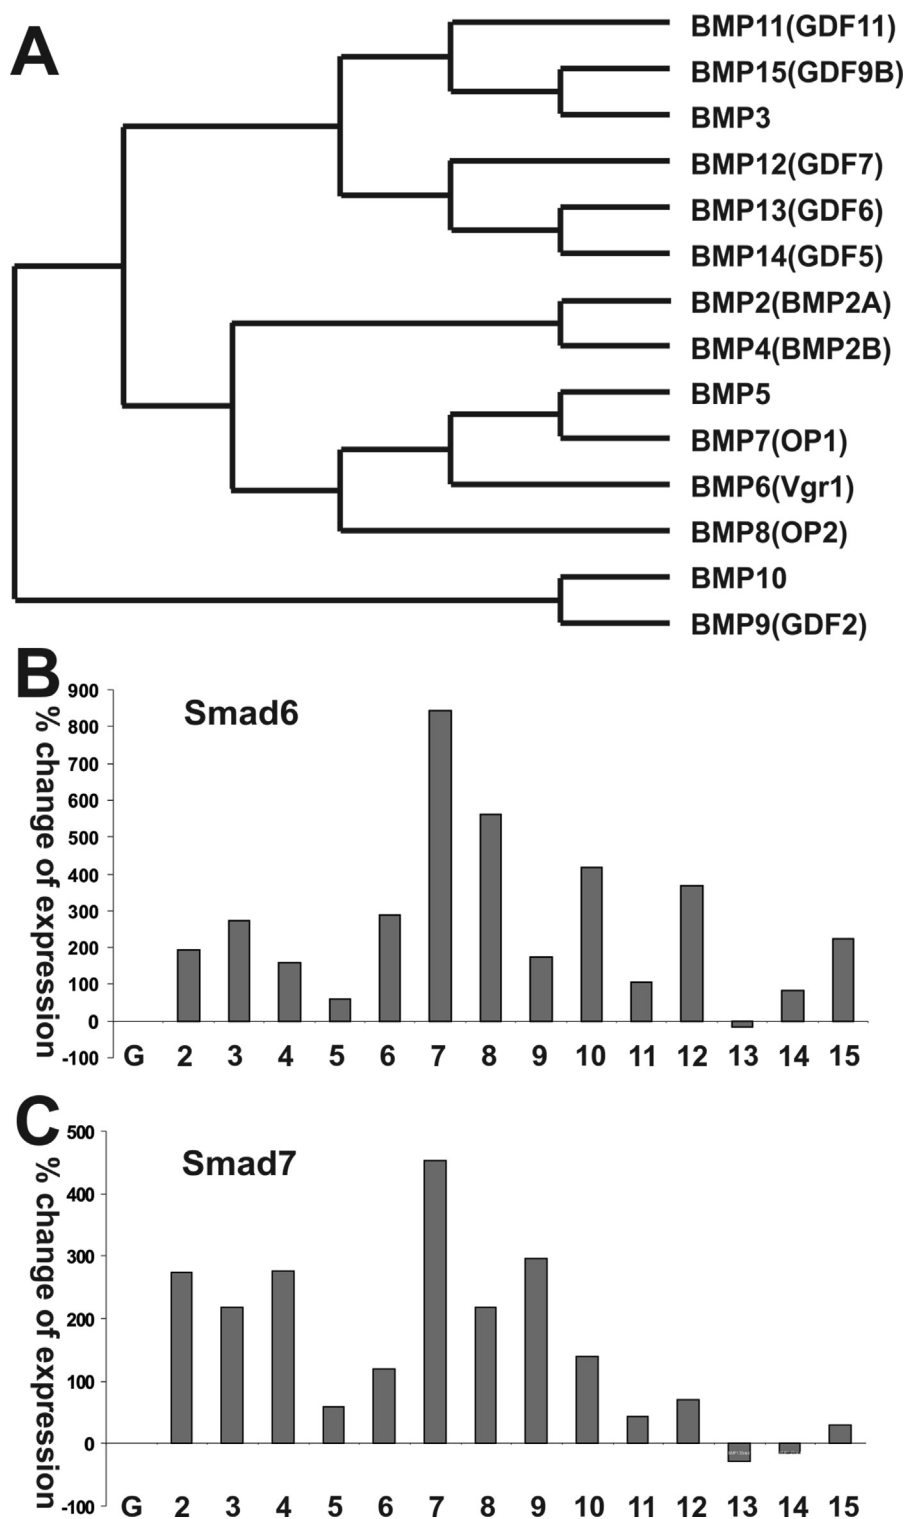 A
BMP11(GDF11)
BMP15(GDF9B)
BMP3
BMP12(GDF7)
BMP13(GDF6)
BMP14(GDF5)
BMP2(BMP2A)
BMP4(BMP2B)
BMP5
BMP7(OP1)
BMP6(Vgr1)
BMP8(OP2)
BMP10
BMP9(GDF2)
B
Smad6
% change of expression
900
800
700
600
500
400
300
200
100
0
-100
G 2 3 4 5 6 7 8 9 10 11 12 13 14 15
C
Smad7
% change of expression
500
400
300
200
100
0
-100
G 2 3 4 5 6 7 8 9 10 11 12 13 14 15